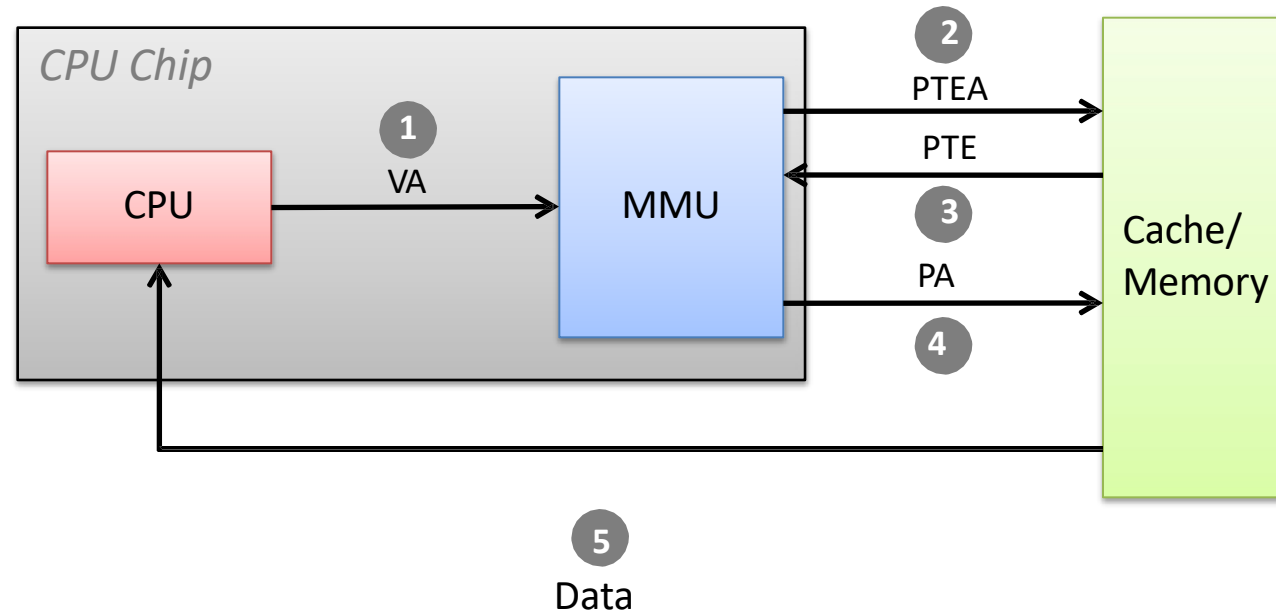 CPU Chip
2
PTEA
1
VA
PTE
CPU
MMU
3
Cache/
Memory
PA
4
5
Data